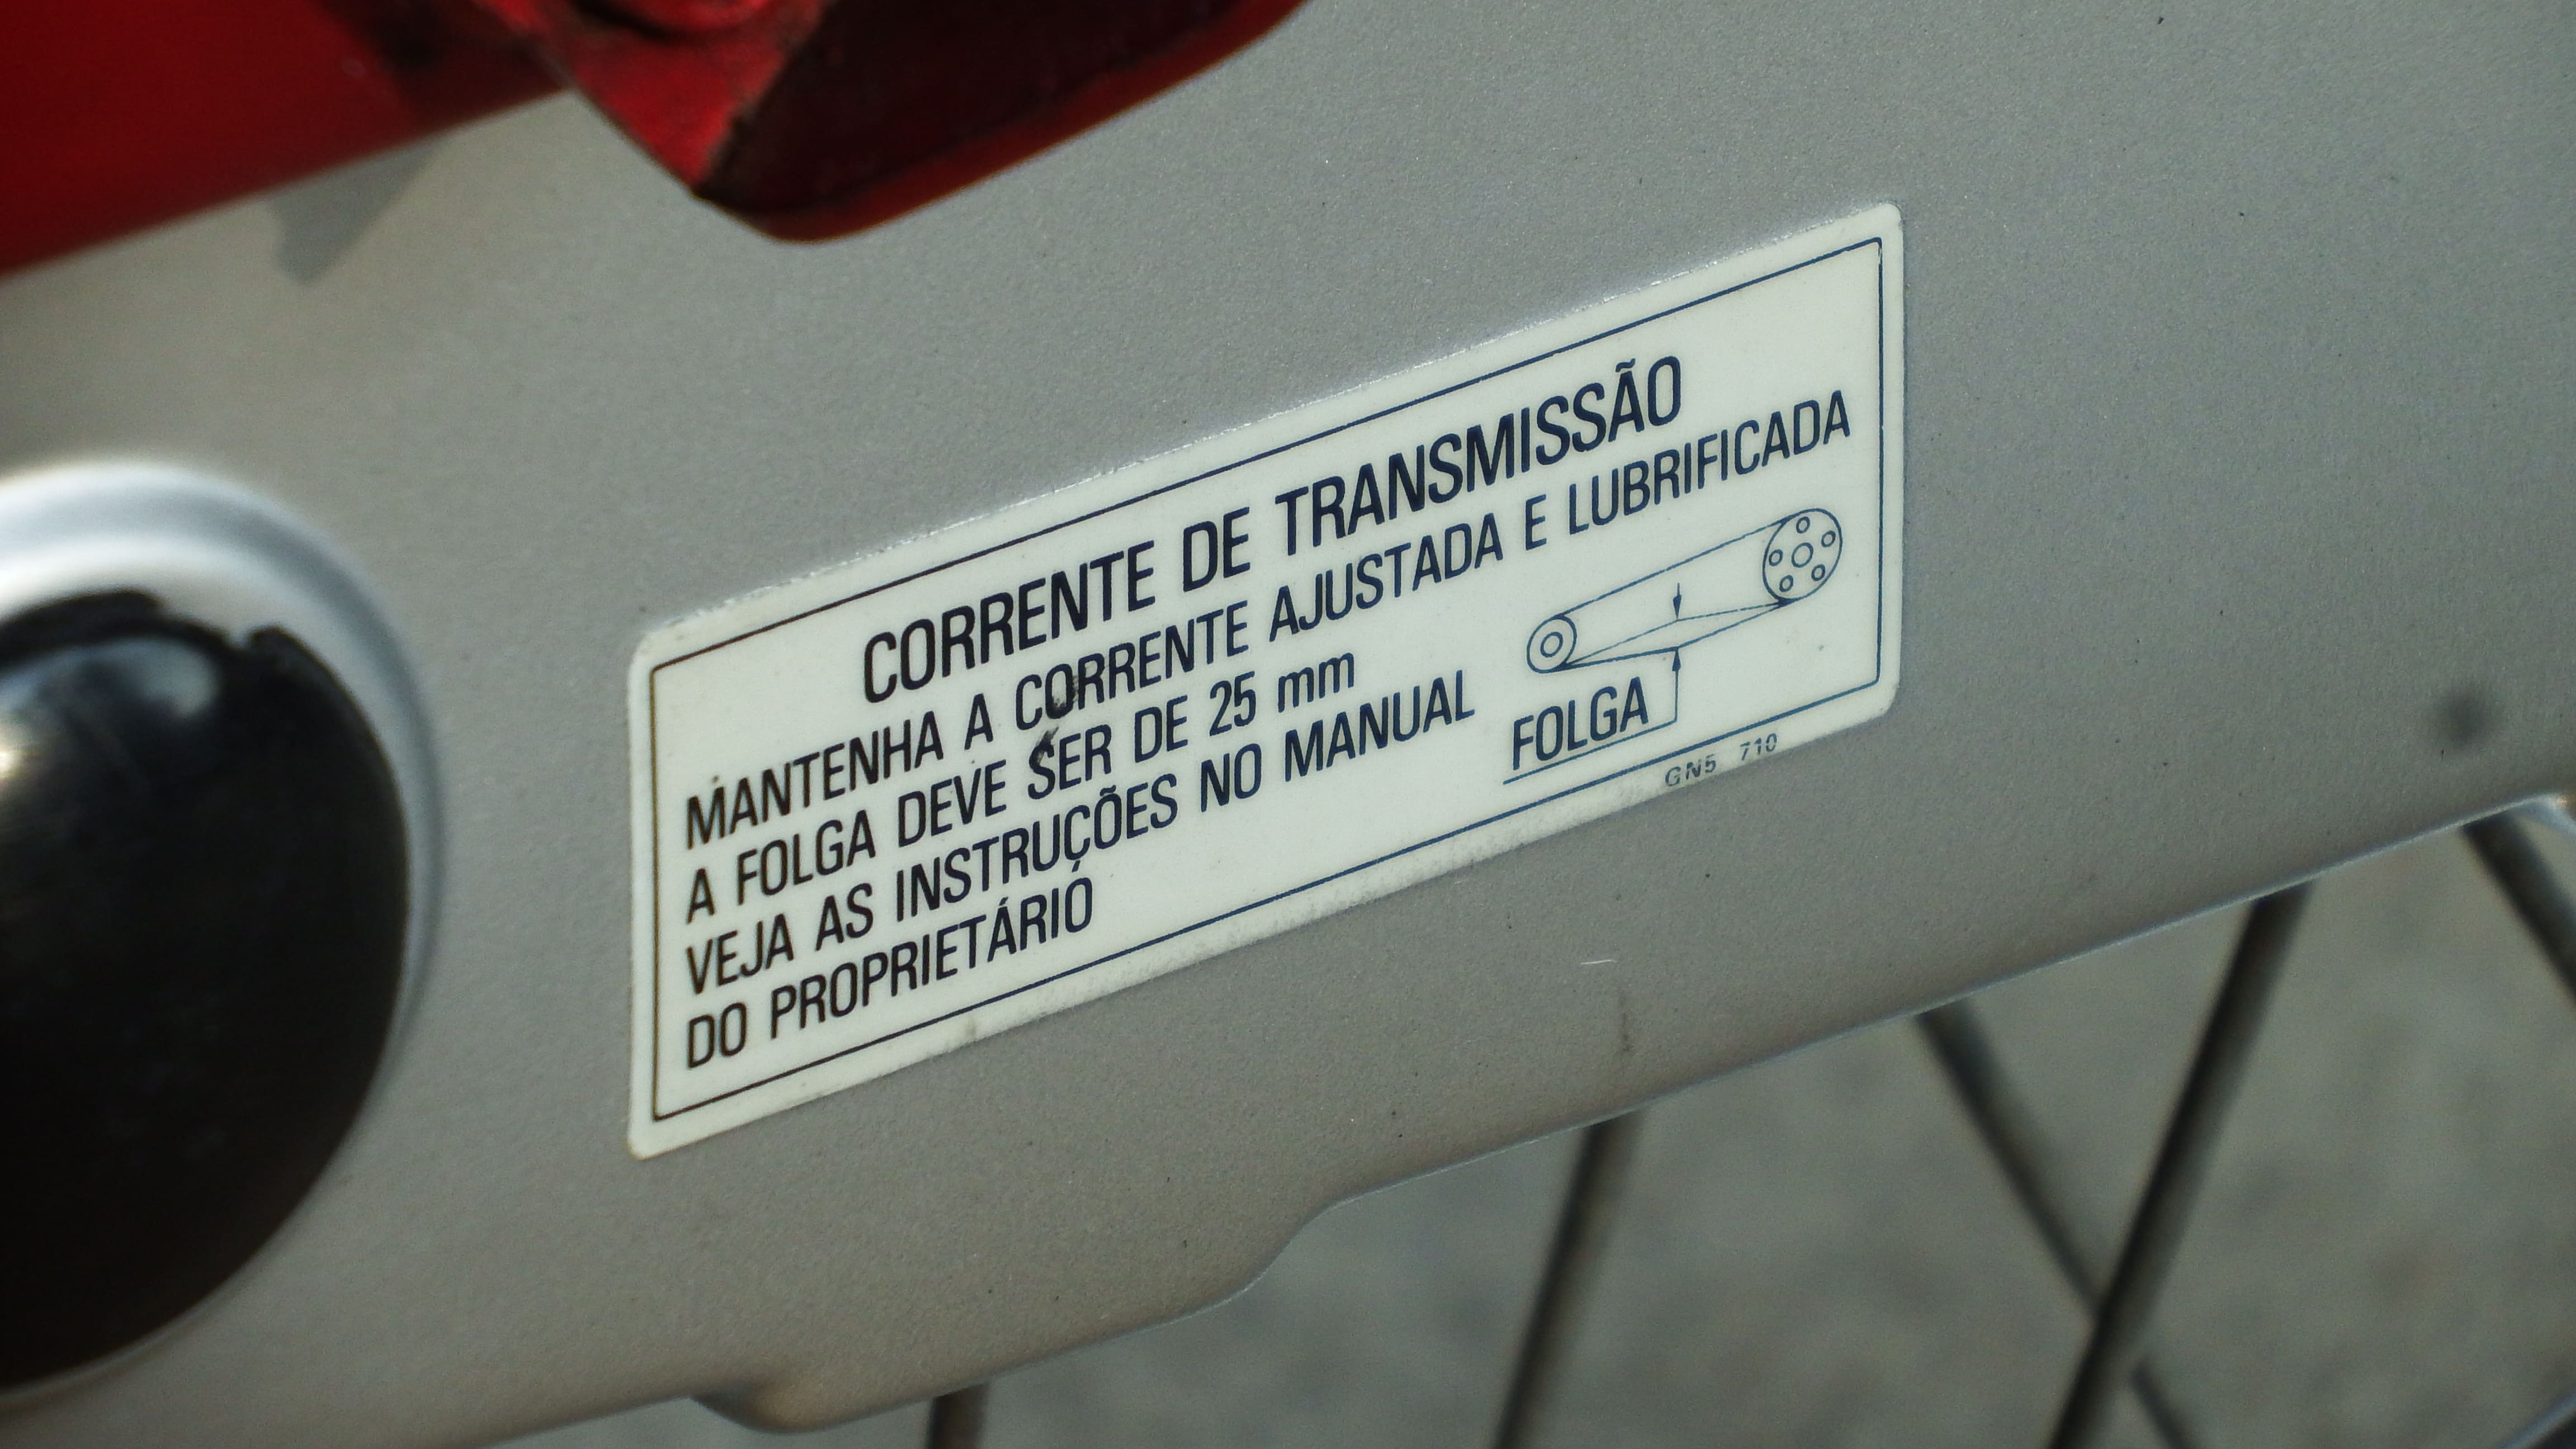 CORRENTE DE TRANSMISSÃO
MANTENHA A CORRENTE AJUSTADA E LUBRIFICADA
A FOLGA DEVE SER DE 25 mm
VEJA AS INSTRUÇÕES NO MANUAL
DO PROPRIETÁRIO
FOLGA
GN5 710